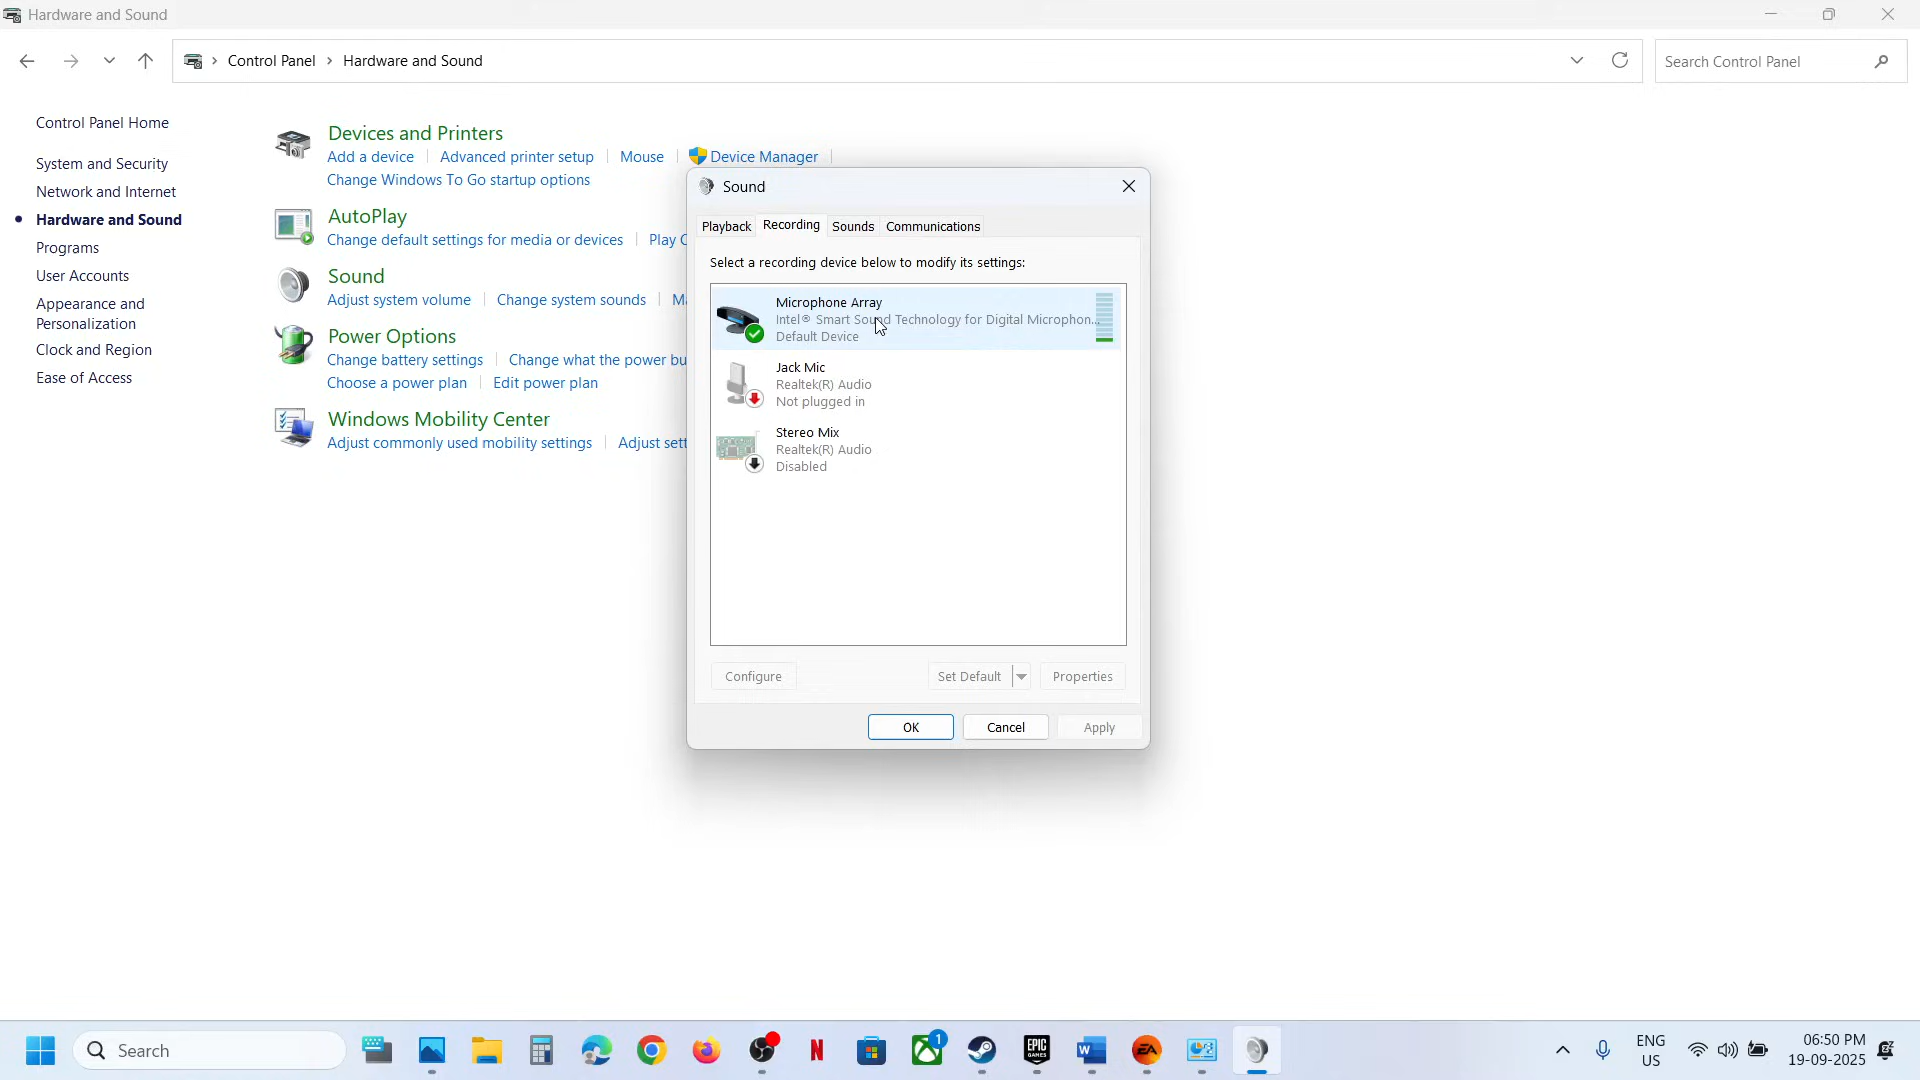 Hardware and Sound
Control Panel > Hardware and Sound
Search Control Panel
Control Panel Home
System and Security
Network and Internet
Hardware and Sound
Programs
User Accounts
Appearance and
Personalization
Clock and Region
Ease of Access
Devices and Printers
Add a device Advanced printer setup Mouse Device Manager
Change Windows To Go startup options
AutoPlay
Change default settings for media or devices Play C
Sound
Adjust system volume Change system sounds Ma
Power Options
Change battery settings Change what the power bu
Choose a power plan Edit power plan
Windows Mobility Center
Adjust commonly used mobility settings Adjust sett
Sound
Playback Recording Sounds Communications
Select a recording device below to modify its settings:
Microphone Array
Intel® Smart Sound Technology for Digital Microphon...
Default Device
Jack Mic
Realtek(R) Audio
Not plugged in
Stereo Mix
Realtek(R) Audio
Disabled
Configure Set Default Properties
OK Cancel Apply
Search
N
1
EPIC
GAMES
W
EA
ENG
US
06:50 PM
19-09-2025